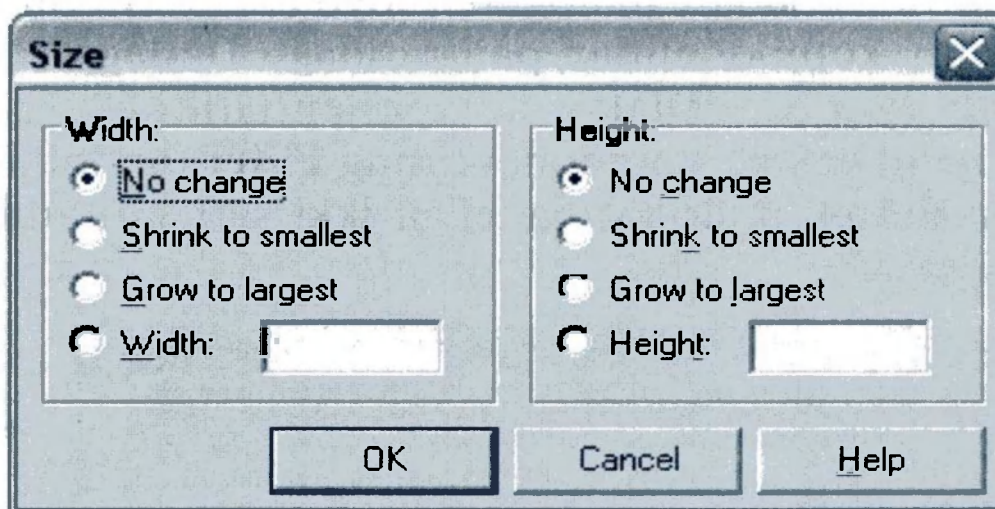 Size
Width:
No change
Shrink to smallest
Grow to largest
Width:
Height:
No change
Shrink to smallest
Grow to largest
Height:
OK
Cancel
Help